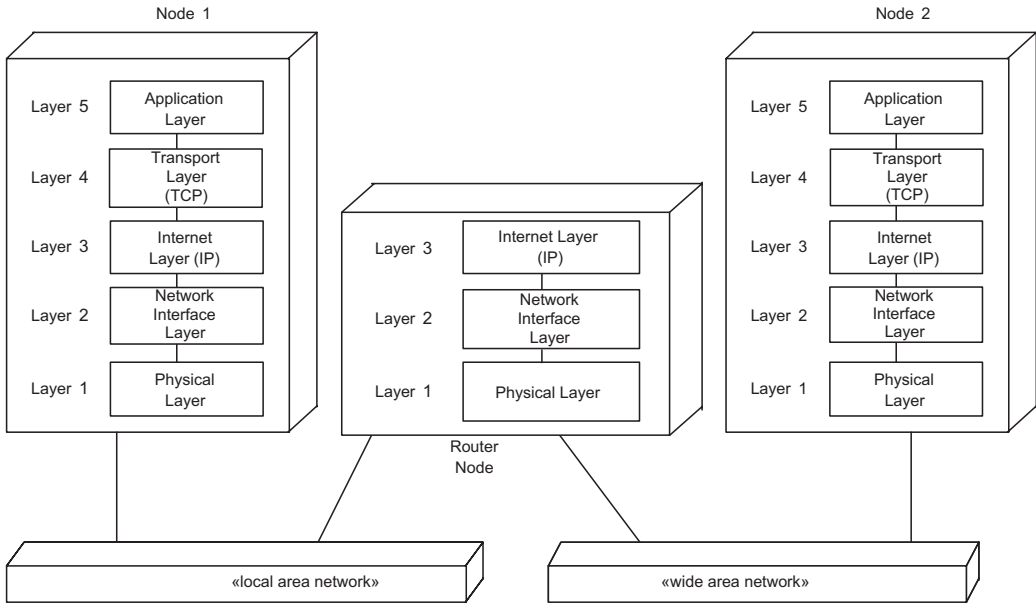 Node 1
Layer 5
Application
Layer
Layer 4
Transport
Layer
(TCP)
Layer 3
Internet
Layer (IP)
Layer 2
Network
Interface
Layer
Layer 1
Physical
Layer
Layer 3
Internet Layer
(IP)
Layer 2
Network
Interface
Layer
Layer 1
Physical Layer
Router
Node
Node 2
Layer 5
Application
Layer
Layer 4
Transport
Layer
(TCP)
Layer 3
Internet
Layer (IP)
Layer 2
Network
Interface
Layer
Layer 1
Physical
Layer
«local area network»
«wide area network»